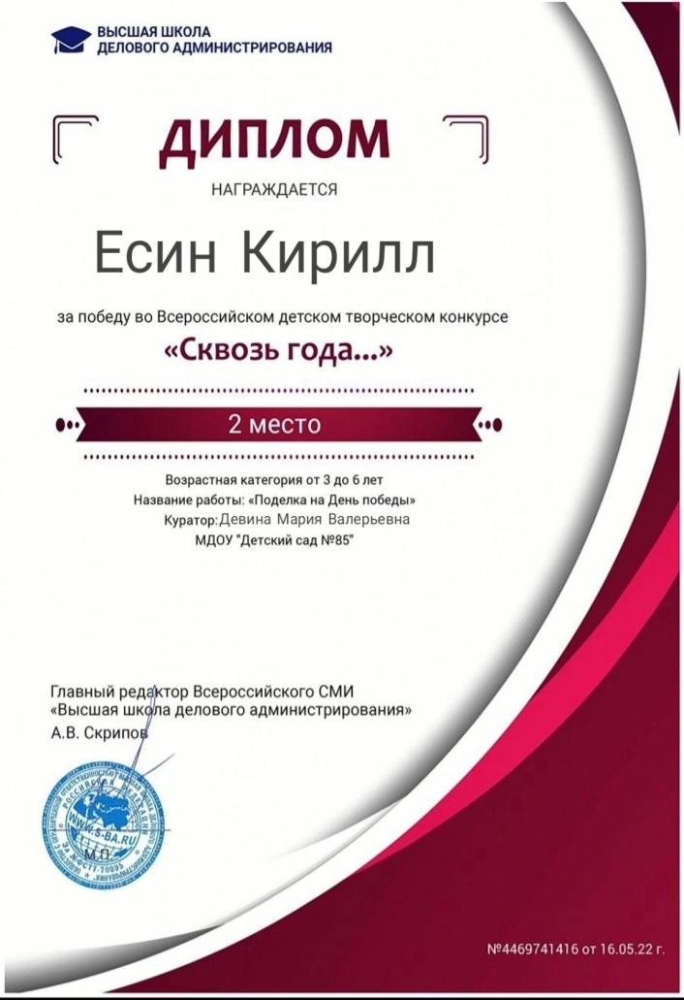 ВЫСШАЯ ШКОЛА
ДЕЛОВОГО АДМИНИСТРИРОВАНИЯ
ДИПЛОМ
НАГРАЖДАЕТСЯ
Есин Кирилл
за победу во Всероссийском детском творческом конкурсе
«Сквозь года...»
2 место
Возрастная категория от 3 до 6 лет
Название работы: «Поделка на День победы»
Куратор:Девина Мария Валерьевна
МДОУ "Детский сад №85"
Главный редактор Всероссийского СМИ
«Высшая школа делового администрирования»
А.В. Скрипов
РОССИЙСКАЯ ФЕДЕРАЦИЯ
WWW.S-BA.RU
М.П.
№4469741416 от 16.05.22 г.